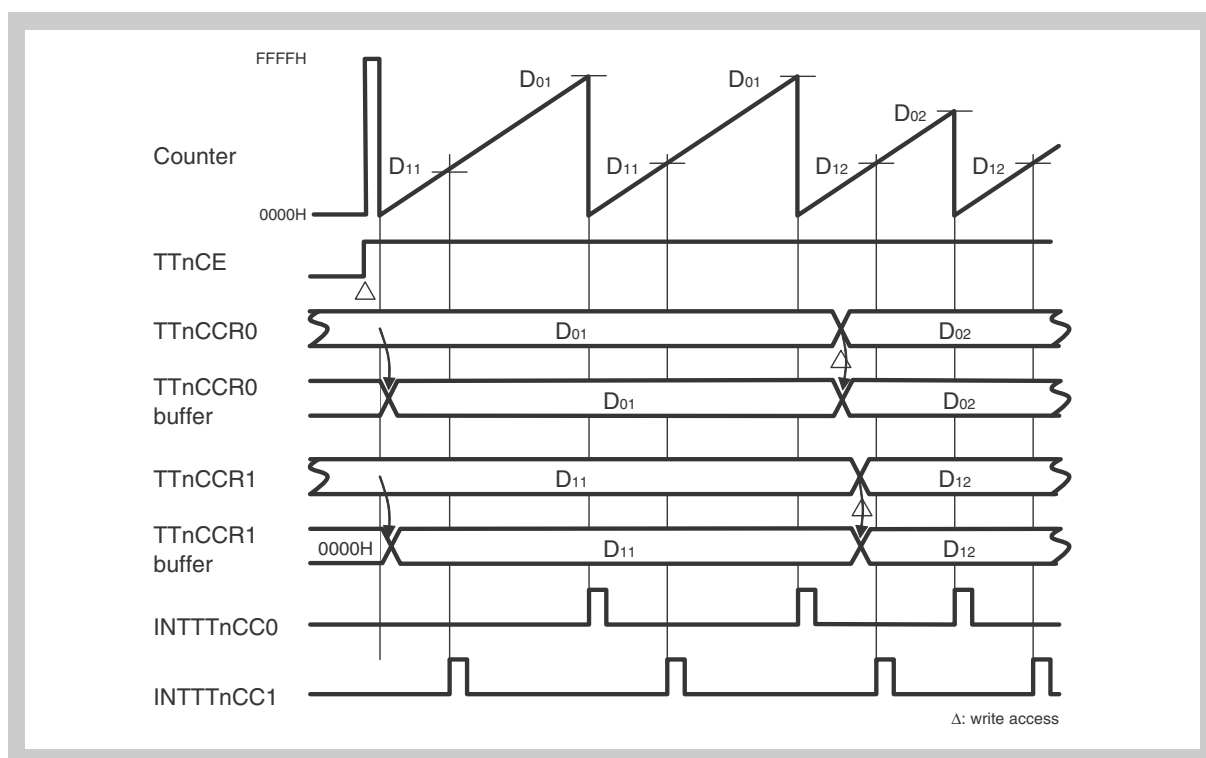 FFFFH
D01 D01
D02
Counter
D11 D11 D12 D12
0000H
TTnCE
Δ
TTnCCR0 D01 D02
Δ
TTnCCR0
buffer
D01 D02
TTnCCR1 D11 D12
Δ
TTnCCR1
buffer
0000H D11 D12
INTTTnCC0
INTTTnCC1
Δ: write access